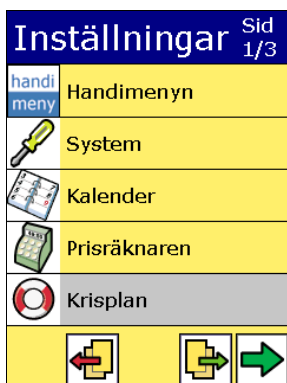 Inställningar
Sid
1/3
handi
meny
Handimenyn
System
Kalender
Prisräknaren
Krisplan